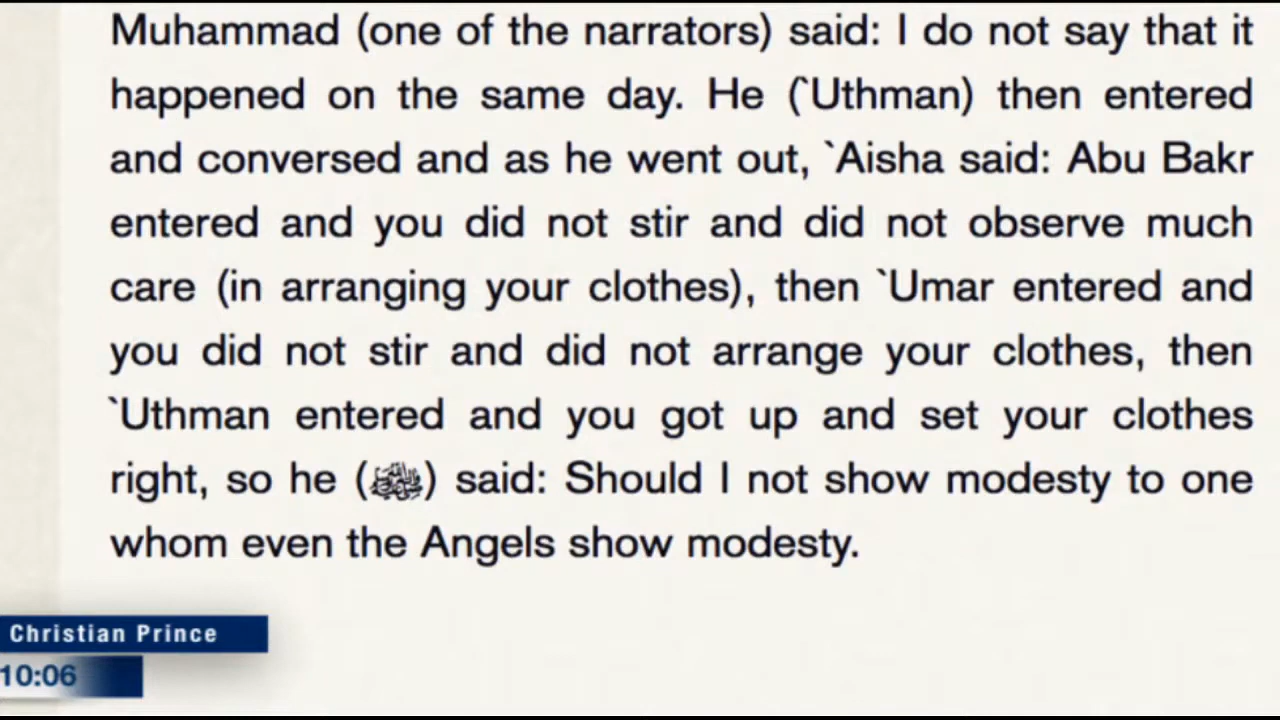 Muhammad (one of the narrators) said: I do not say that it
happened on the same day. He (`Uthman) then entered
and conversed and as he went out, `Aisha said: Abu Bakr
entered and you did not stir and did not observe much
care (in arranging your clothes), then `Umar entered and
you did not stir and did not arrange your clothes, then
`Uthman entered and you got up and set your clothes
right, so he (ﷺ) said: Should I not show modesty to one
whom even the Angels show modesty.
Christian Prince
10:06